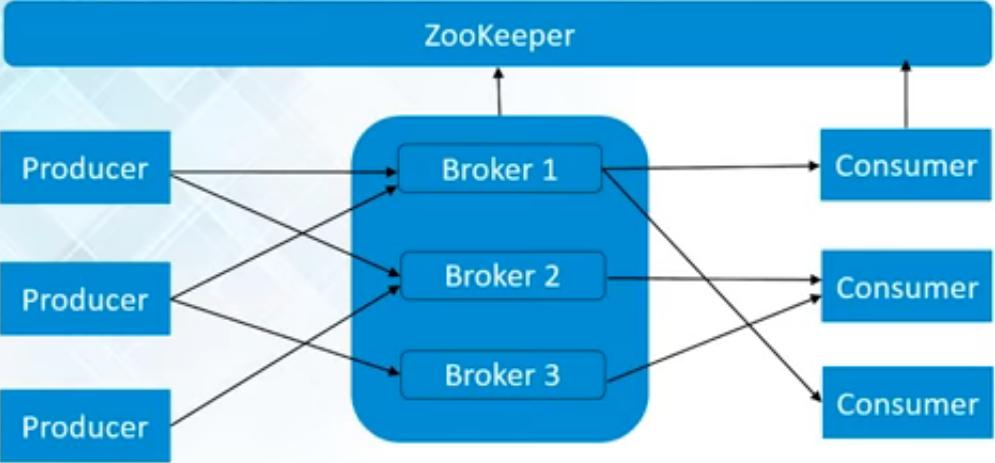 ZooKeeper
Producer
Broker 1
Consumer
Producer
Broker 2
Consumer
Producer
Broker 3
Consumer